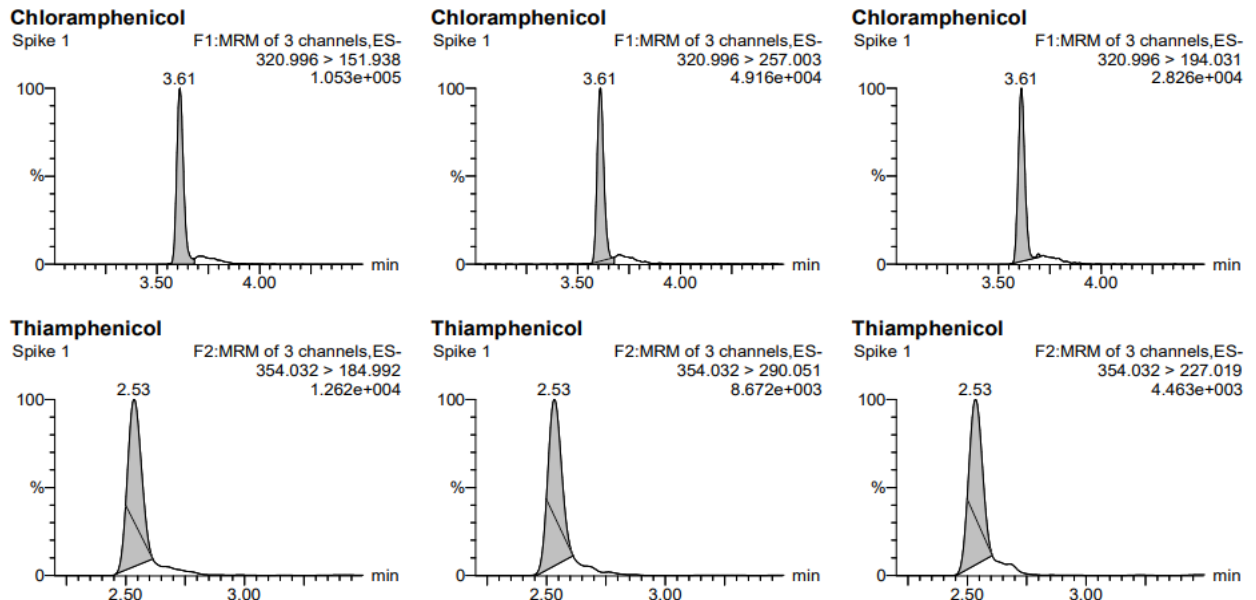 Chloramphenicol
Spike 1
F1:MRM of 3 channels,ES-
320.996 > 151.938
1.053e+005
3.61
100
%
0
3.50
4.00
min
Chloramphenicol
Spike 1
F1:MRM of 3 channels,ES-
320.996 > 257.003
4.916e+004
3.61
100
%
0
3.50
4.00
min
Chloramphenicol
Spike 1
F1:MRM of 3 channels,ES-
320.996 > 194.031
2.826e+004
3.61
100
%
0
3.50
4.00
min
Thiamphenicol
Spike 1
F2:MRM of 3 channels,ES-
354.032 > 184.992
1.262e+004
2.53
100
%
0
2.50
3.00
min
Thiamphenicol
Spike 1
F2:MRM of 3 channels,ES-
354.032 > 290.051
8.672e+003
2.53
100
%
0
2.50
3.00
min
Thiamphenicol
Spike 1
F2:MRM of 3 channels,ES-
354.032 > 227.019
4.463e+003
2.53
100
%
0
2.50
3.00
min